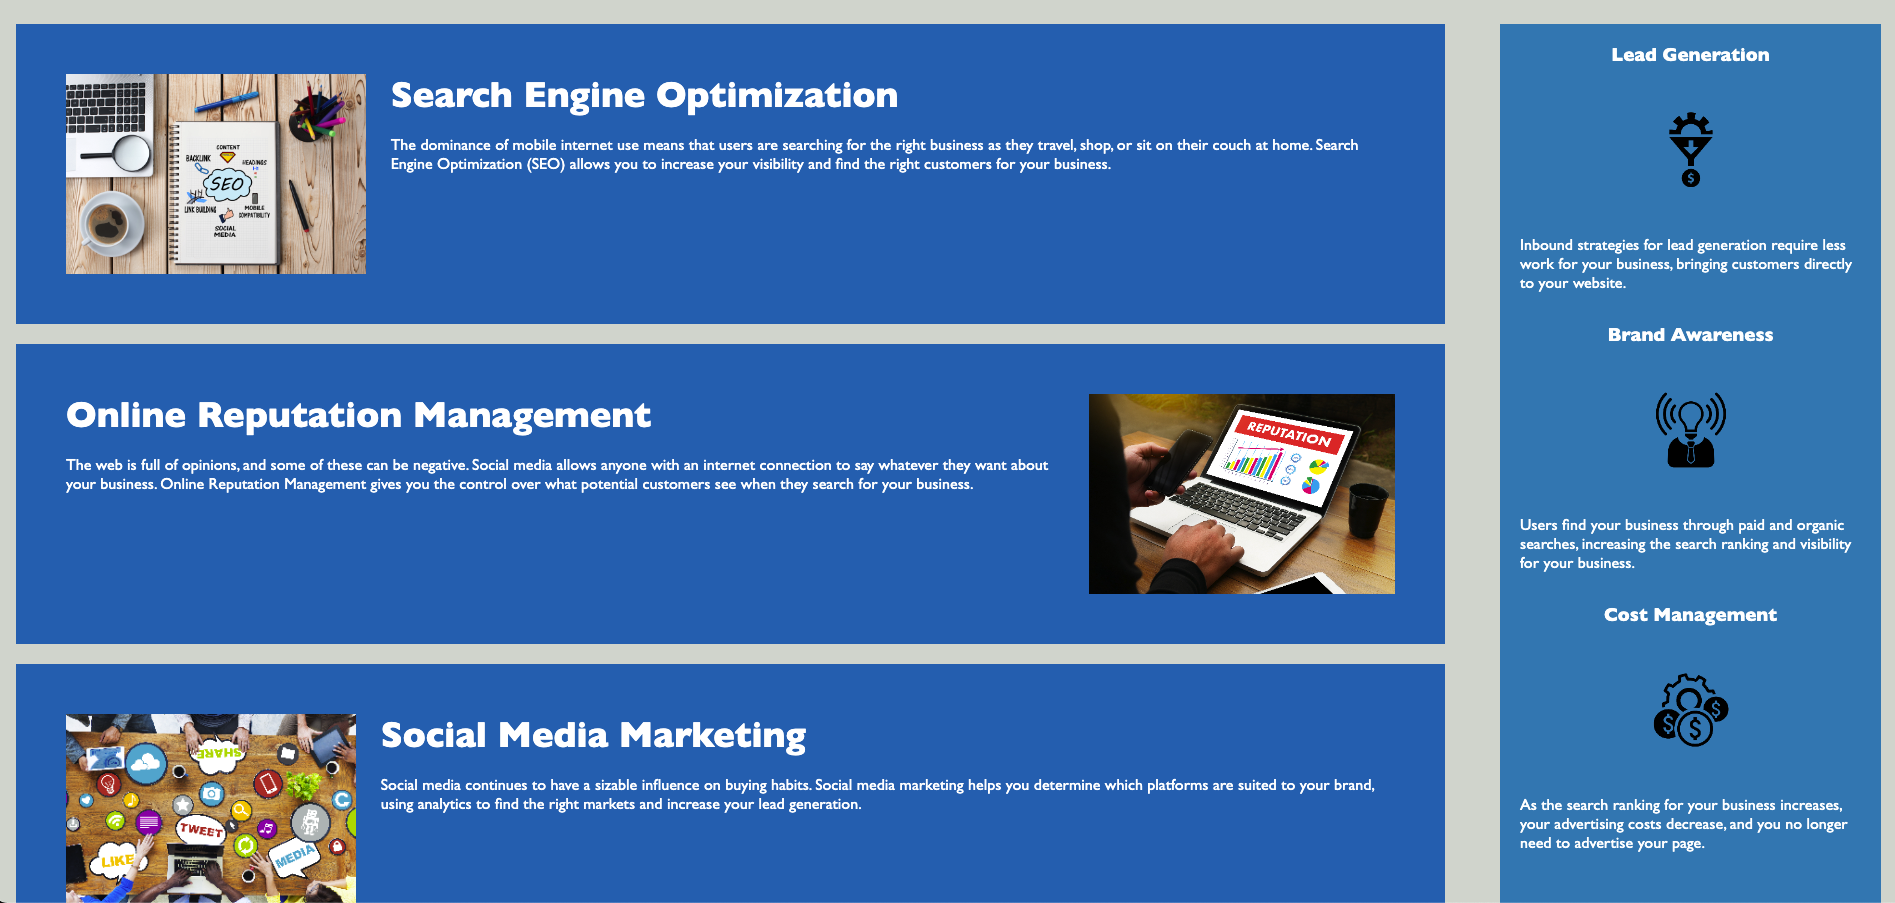 Search Engine Optimization
The dominance of mobile internet use means that users are searching for the right business as they travel, shop, or sit on their couch at home. Search
Engine Optimization (SEO) allows you to increase your visibility and find the right customers for your business.
CONTENT
BACKLINK
HEADINGS
SEO
LINK BUILDING
MOBILE
COMPATIBILITY
SOCIAL
MEDIA
Online Reputation Management
The web is full of opinions, and some of these can be negative. Social media allows anyone with an internet connection to say whatever they want about
your business. Online Reputation Management gives you the control over what potential customers see when they search for your business.
REPUTATION
Social Media Marketing
Social media continues to have a sizable influence on buying habits. Social media marketing helps you determine which platforms are suited to your brand,
using analytics to find the right markets and increase your lead generation.
SHARE
TWEET
LIKE
MEDIA
Lead Generation
$
Inbound strategies for lead generation require less
work for your business, bringing customers directly
to your website.
Brand Awareness
Users find your business through paid and organic
searches, increasing the search ranking and visibility
for your business.
Cost Management
$ $ $
As the search ranking for your business increases,
your advertising costs decrease, and you no longer
need to advertise your page.